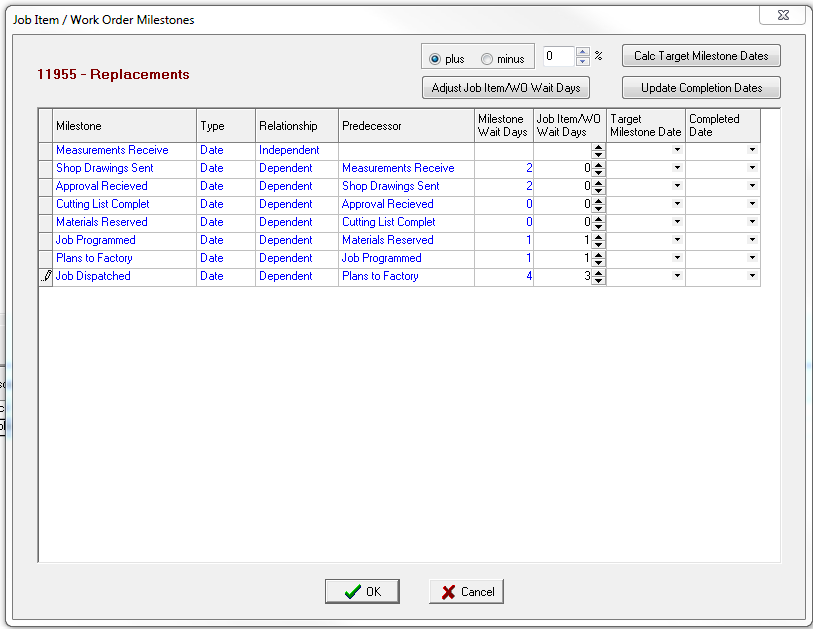 Job Item / Work Order Milestones
11955 - Replacements
plus minus 0 %
Calc Target Milestone Dates
Adjust Job Item/WO Wait Days
Update Completion Dates
Milestone Type Relationship Predecessor Milestone Wait Days Job Item/WO Wait Days Target Milestone Date Completed Date
Measurements Receive Date Independent
Shop Drawings Sent Date Dependent Measurements Receive 2 0
Approval Recieved Date Dependent Shop Drawings Sent 2 0
Cutting List Complet Date Dependent Approval Recieved 0 0
Materials Reserved Date Dependent Cutting List Complet 0 0
Job Programmed Date Dependent Materials Reserved 1 1
Plans to Factory Date Dependent Job Programmed 1 1
Job Dispatched Date Dependent Plans to Factory 4 3
OK Cancel